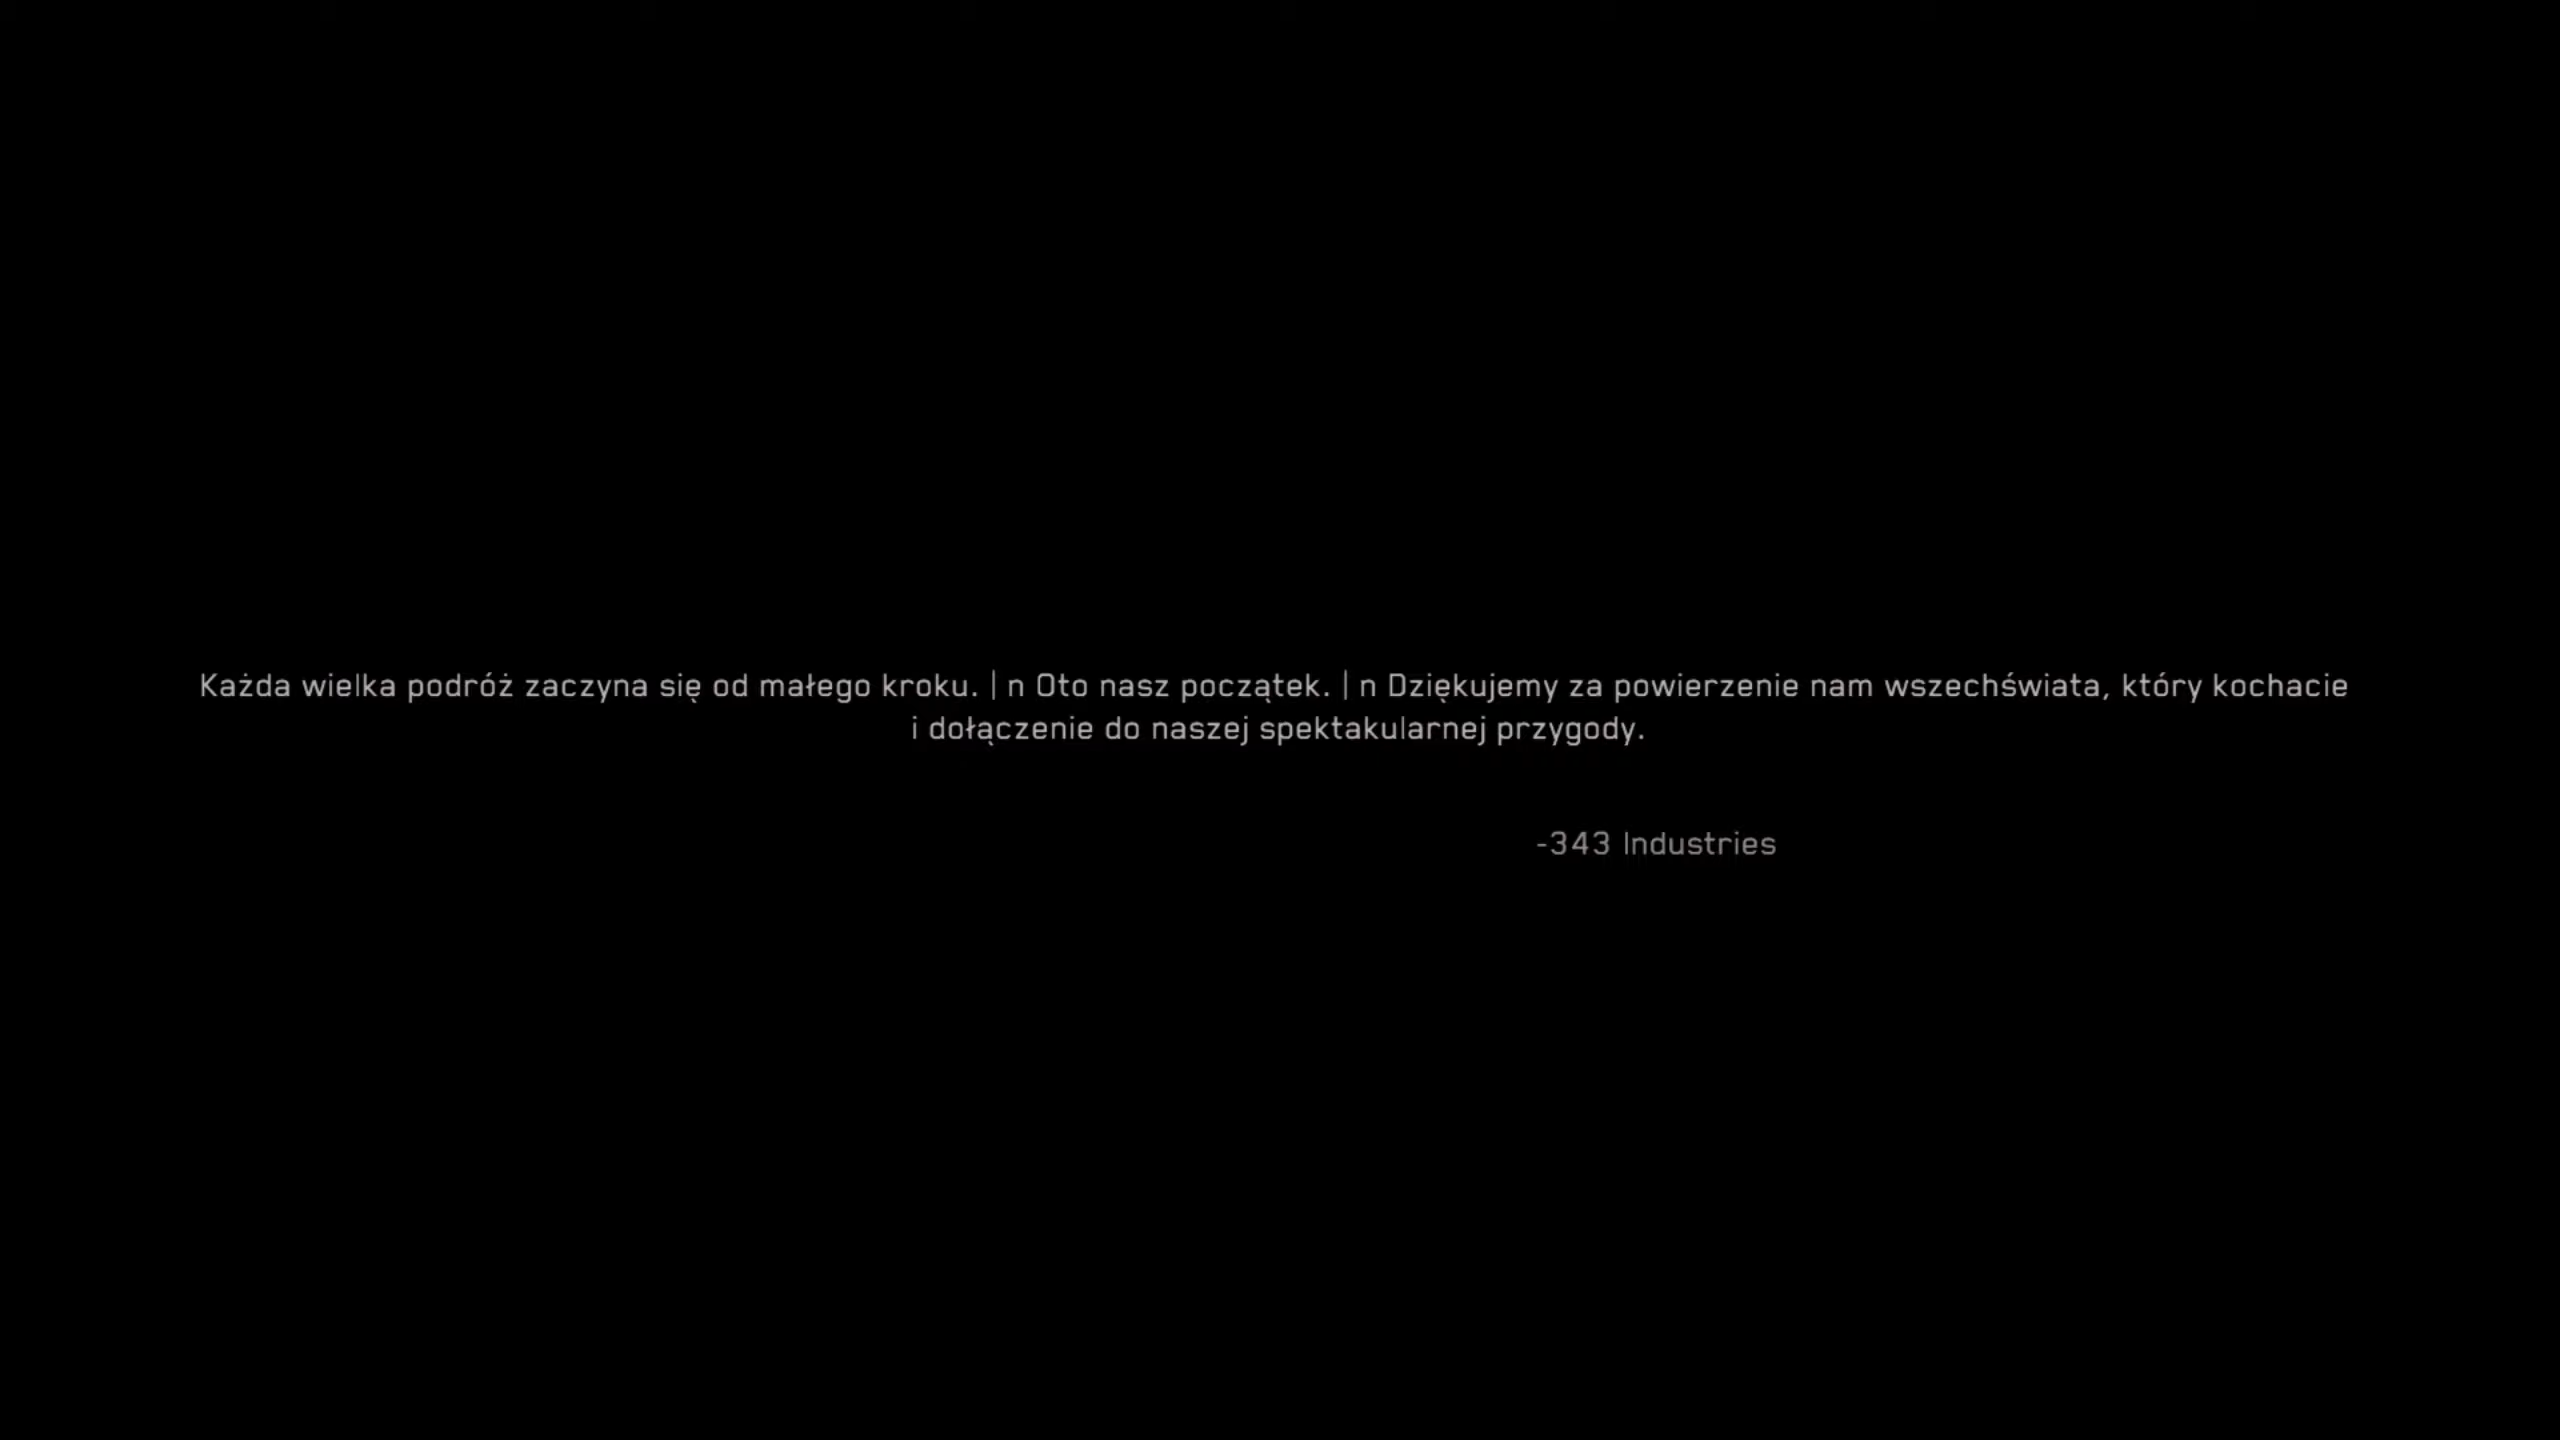 Każda wielka podróż zaczyna się od małego kroku. | n Oto nasz początek. | n Dziękujemy za powierzenie nam wszechświata, który kochacie
i dołączenie do naszej spektakularnej przygody.
-343 Industries